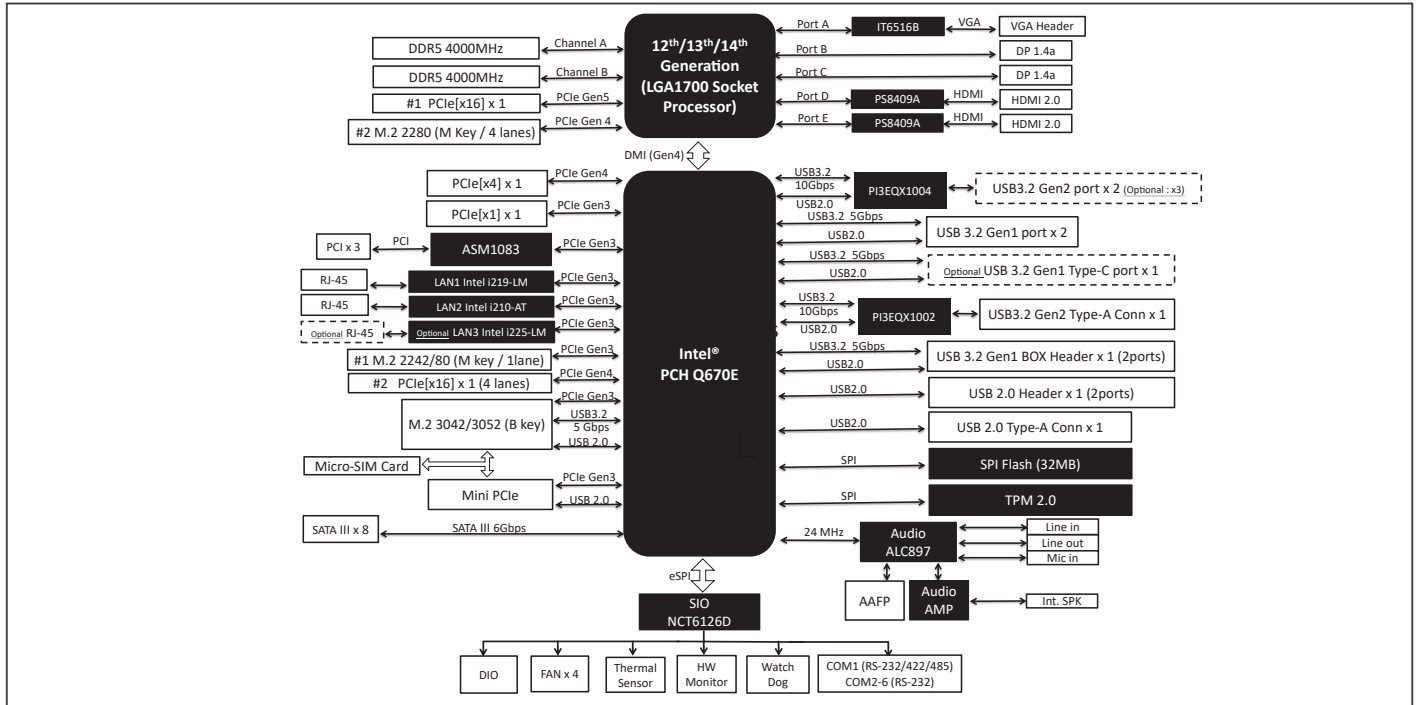 12th/13th/14th
Generation
(LGA1700 Socket
Processor)
DDR5 4000MHz
Channel A
DDR5 4000MHz
Channel B
#1 PCIe[x16] x 1
PCIe Gen5
#2 M.2 2280 (M Key / 4 lanes)
PCIe Gen 4
Port A
IT6516B
VGA
VGA Header
Port B
DP 1.4a
Port C
DP 1.4a
Port D
PS8409A
HDMI
HDMI 2.0
Port E
PS8409A
HDMI
HDMI 2.0
DMI (Gen4)
Intel®
PCH Q670E
PCIe[x4] x 1
PCIe Gen4
PCIe[x1] x 1
PCIe Gen3
PCI x 3
PCI
ASM1083
PCIe Gen3
RJ-45
LAN1 Intel i219-LM
PCIe Gen3
RJ-45
LAN2 Intel i210-AT
PCIe Gen3
Optional RJ-45
Optional LAN3 Intel i225-LM
PCIe Gen3
#1 M.2 2242/80 (M key / 1lane)
PCIe Gen3
#2 PCIe[x16] x 1 (4 lanes)
PCIe Gen4
M.2 3042/3052 (B key)
PCIe Gen3
USB3.2
5 Gbps
USB 2.0
Micro-SIM Card
Mini PCIe
PCIe Gen3
USB 2.0
SATA III x 8
SATA III 6Gbps
USB3.2
10Gbps
USB2.0
PI3EQX1004
USB3.2 Gen2 port x 2 (Optional : x3)
USB3.2 5Gbps
USB2.0
USB 3.2 Gen1 port x 2
USB3.2 5Gbps
USB2.0
Optional USB 3.2 Gen1 Type-C port x 1
USB3.2
10Gbps
USB2.0
PI3EQX1002
USB3.2 Gen2 Type-A Conn x 1
USB3.2 5Gbps
USB2.0
USB 3.2 Gen1 BOX Header x 1 (2ports)
USB2.0
USB 2.0 Header x 1 (2ports)
USB2.0
USB 2.0 Type-A Conn x 1
SPI
SPI Flash (32MB)
SPI
TPM 2.0
24 MHz
Audio
ALC897
Line in
Line out
Mic in
AAFP
Audio
AMP
Int. SPK
eSPI
SIO
NCT6126D
DIO
FAN x 4
Thermal
Sensor
HW
Monitor
Watch
Dog
COM1 (RS-232/422/485)
COM2-6 (RS-232)